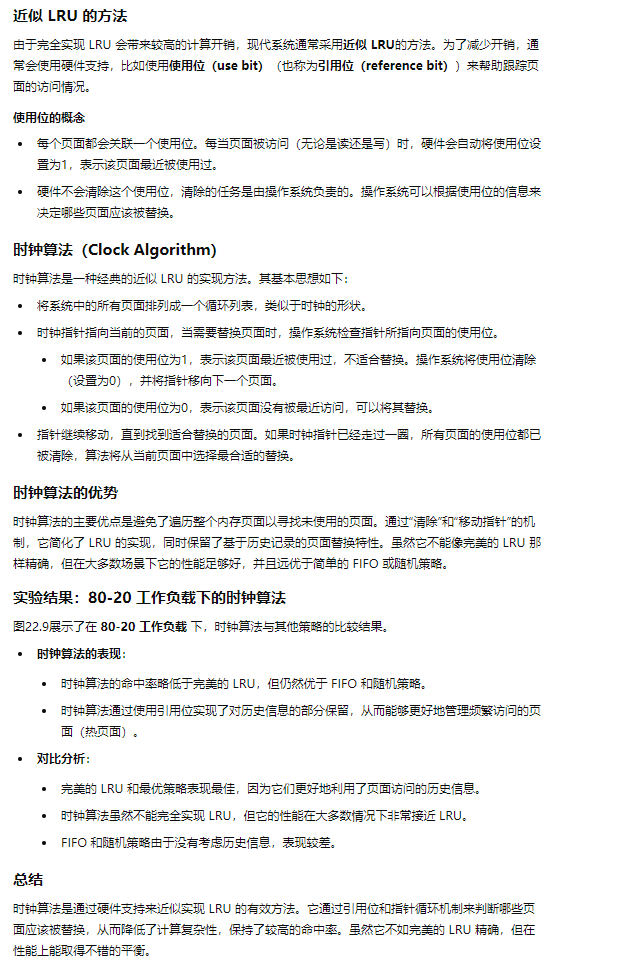 近似 LRU 的方法
由于完全实现 LRU 会带来较高的计算开销，现代系统通常采用近似 LRU的方法。为了减少开销，通
常会使用硬件支持，比如使用使用位（use bit）（也称为引用位（reference bit））来帮助跟踪页
面的访问情况。
使用位的概念
• 每个页面都会关联一个使用位。每当页面被访问（无论是读还是写）时，硬件会自动将使用位设
置为1，表示该页面最近被使用过。
• 硬件不会清除这个使用位，清除的任务是由操作系统负责的。操作系统可以根据使用位的信息来
决定哪些页面应该被替换。
时钟算法（Clock Algorithm）
时钟算法是一种经典的近似 LRU 的实现方法。其基本思想如下：
• 将系统中的所有页面排列成一个循环列表，类似于时钟的形状。
• 时钟指针指向当前的页面，当需要替换页面时，操作系统检查指针所指向页面的使用位。
• 如果该页面的使用位为1，表示该页面最近被使用过，不适合替换。操作系统将使用位清除
（设置为0），并将指针移向下一个页面。
• 如果该页面的使用位为0，表示该页面没有被最近访问，可以将其替换。
• 指针继续移动，直到找到适合替换的页面。如果时钟指针已经走过一圈，所有页面的使用位都已
被清除，算法将从当前页面中选择最合适的替换。
时钟算法的优势
时钟算法的主要优点是避免了遍历整个内存页面以寻找未使用的页面。通过“清除”和“移动指针”的机
制，它简化了 LRU 的实现，同时保留了基于历史记录的页面替换特性。虽然它不能像完美的 LRU 那
样精确，但在大多数场景下它的性能足够好，并且远优于简单的 FIFO 或随机策略。
实验结果：80-20 工作负载下的时钟算法
图22.9展示了在 80-20 工作负载 下，时钟算法与其他策略的比较结果。
• 时钟算法的表现：
• 时钟算法的命中率略低于完美的 LRU，但仍然优于 FIFO 和随机策略。
• 时钟算法通过使用引用位实现了对历史信息的部分保留，从而能够更好地管理频繁访问的页
面（热页面）。
• 对比分析：
• 完美的 LRU 和最优策略表现最佳，因为它们更好地利用了页面访问的历史信息。
• 时钟算法虽然不能完全实现 LRU，但它的性能在大多数情况下非常接近 LRU。
• FIFO 和随机策略由于没有考虑历史信息，表现较差。
总结
时钟算法是通过硬件支持来近似实现 LRU 的有效方法。它通过引用位和指针循环机制来判断哪些页
面应该被替换，从而降低了计算复杂性，保持了较高的命中率。虽然它不如完美的 LRU 精确，但在
性能上能取得不错的平衡。